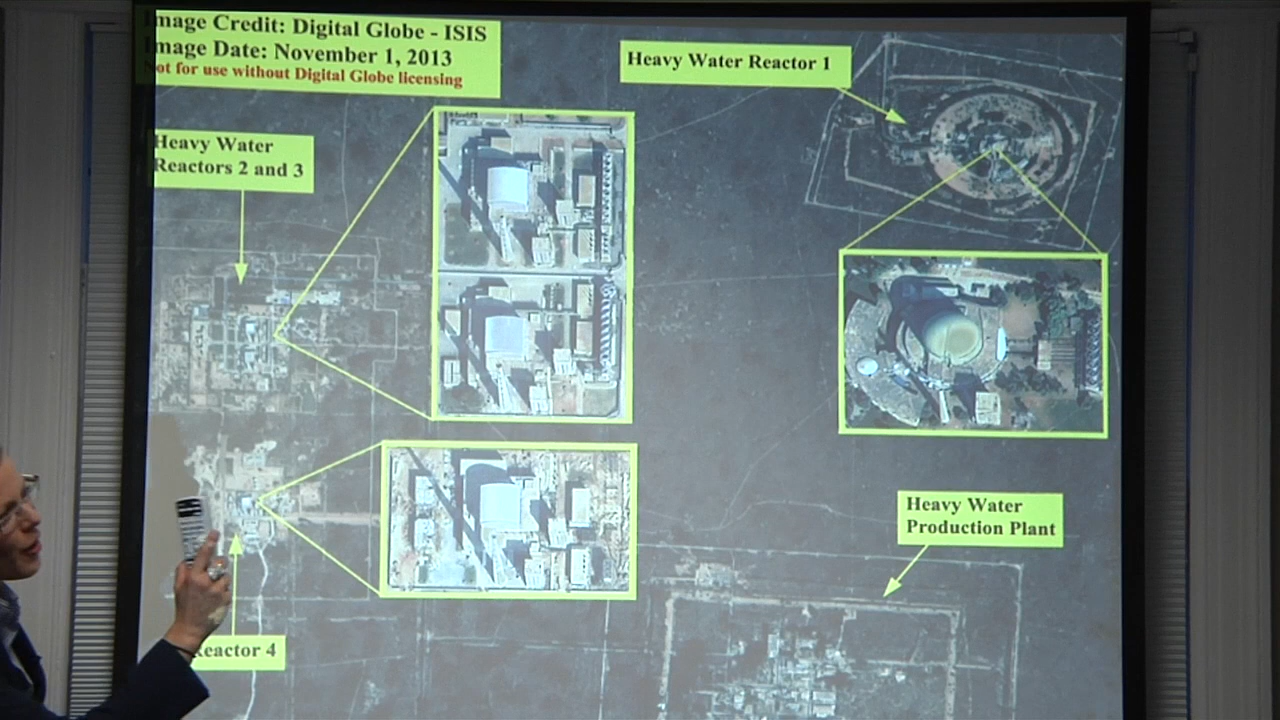 Image Credit: Digital Globe - ISIS
Image Date: November 1, 2013
Not for use without Digital Globe licensing
Heavy Water Reactor 1
Heavy Water
Reactors 2 and 3
Heavy Water
Production Plant
Reactor 4